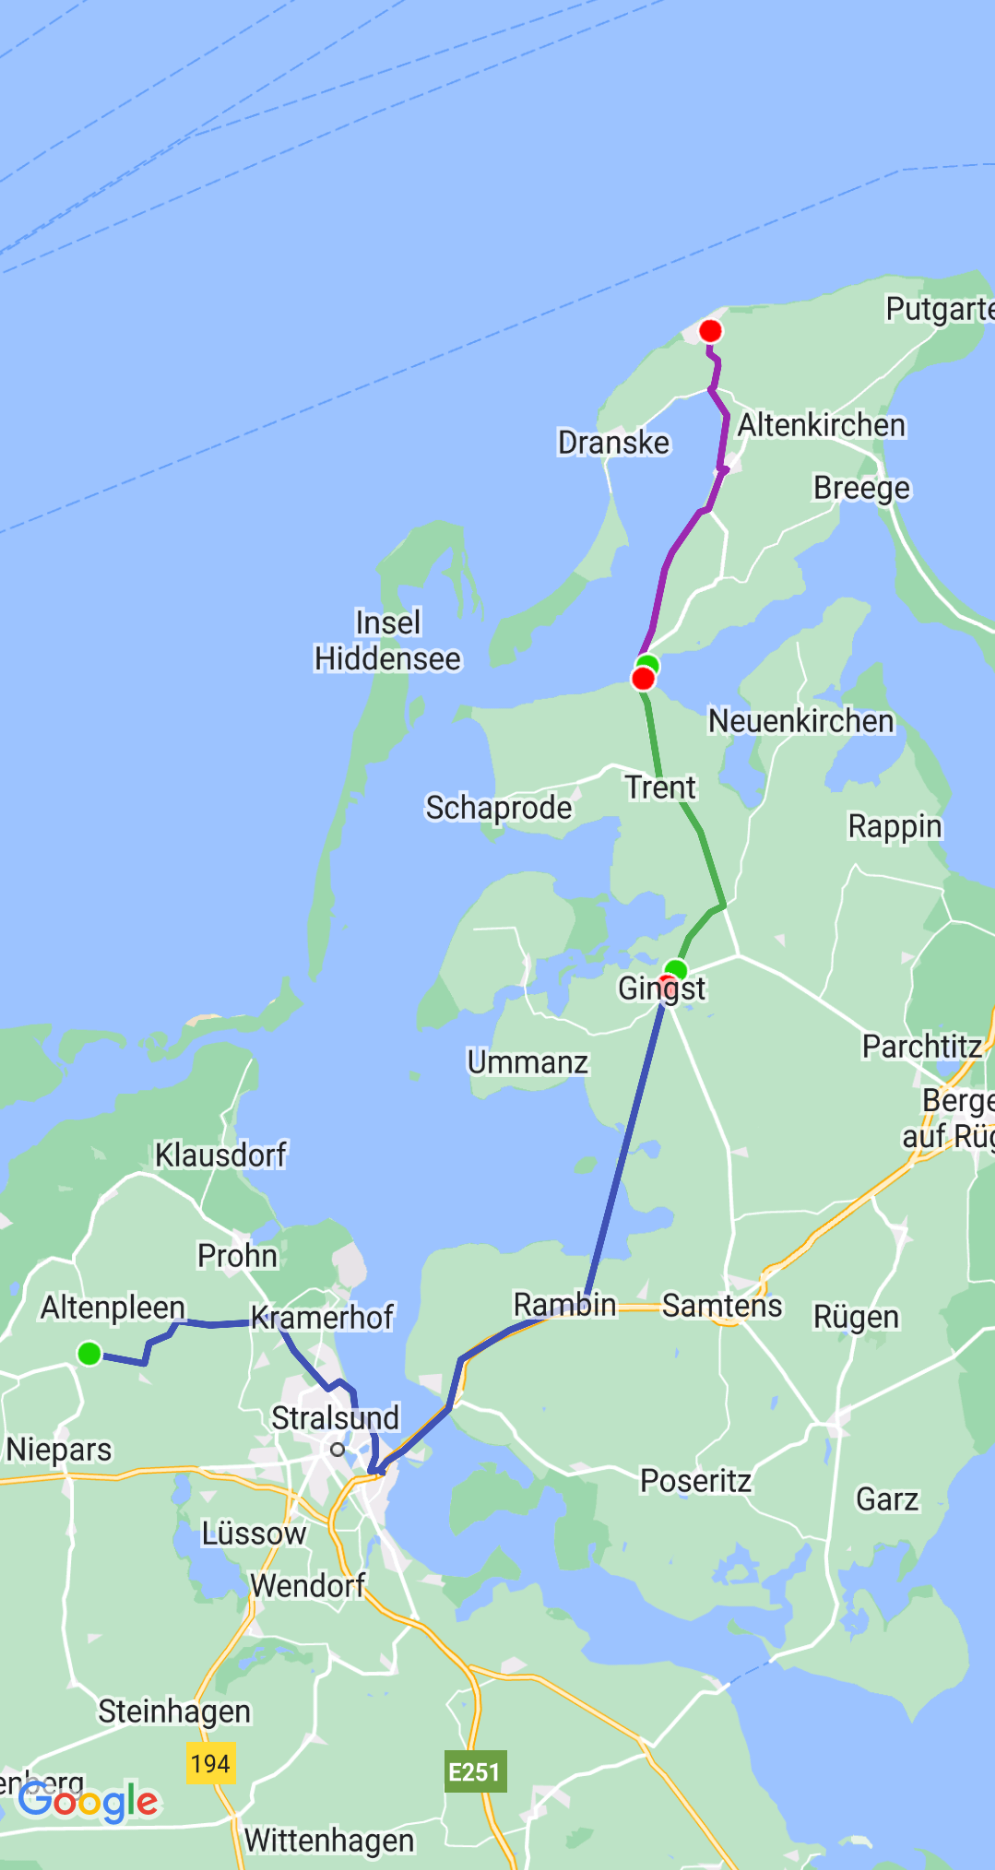 Putgarte
Altenkirchen
Dranske
Breege
Insel
Hiddensee
Neuenkirchen
Trent
Schaprode
Rappin
Gingst
Parchtitz
Ummanz
Berge
auf Rüg
Klausdorf
Prohn
Altenpleen
Kramerhof
Rambin
Samtens
Rügen
Stralsund
Niepars
Poseritz
Garz
Lüssow
Wendorf
Steinhagen
194
E251
enberg
Google
Wittenhagen